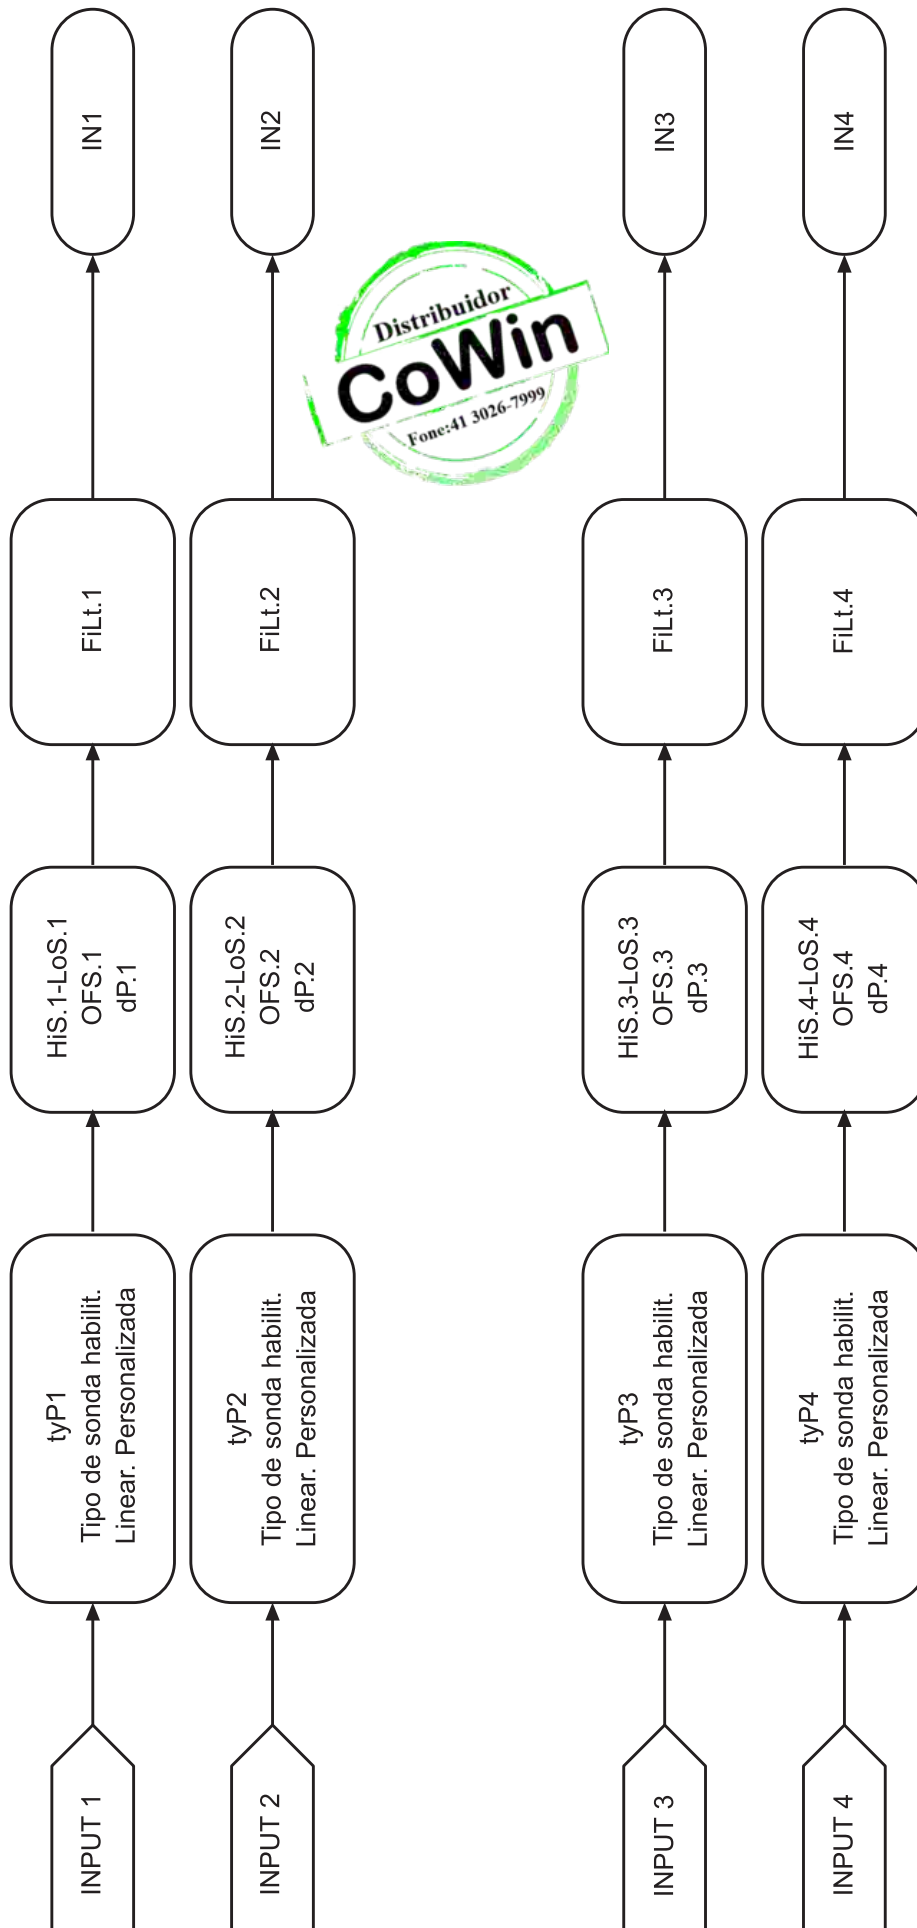 INPUT 1
tyP1
Tipo de sonda habilit.
Linear. Personalizada
HiS.1-LoS.1
OFS.1
dP.1
FiLt.1
IN1
INPUT 2
tyP2
Tipo de sonda habilit.
Linear. Personalizada
HiS.2-LoS.2
OFS.2
dP.2
FiLt.2
IN2
Distribuidor
CoWin
Fone:41 3026-7999
INPUT 3
tyP3
Tipo de sonda habilit.
Linear. Personalizada
HiS.3-LoS.3
OFS.3
dP.3
FiLt.3
IN3
INPUT 4
tyP4
Tipo de sonda habilit.
Linear. Personalizada
HiS.4-LoS.4
OFS.4
dP.4
FiLt.4
IN4